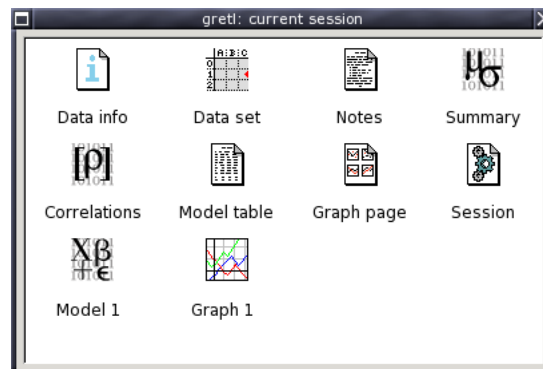 gretl: current session
Data info
Data set
Notes
Summary
Correlations
Model table
Graph page
Session
Model 1
Graph 1